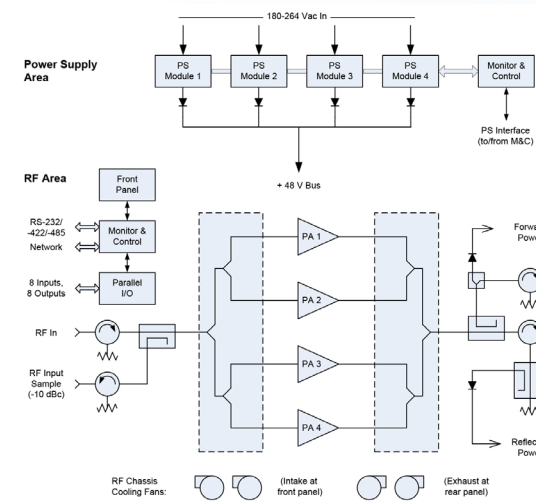 180-264 Vac In
Power Supply
Area
PS
Module 1
PS
Module 2
PS
Module 3
PS
Module 4
Monitor &
Control
PS Interface
(to/from M&C)
+ 48 V Bus
RF Area
Front
Panel
RS-232/
-422/-485
Network
Monitor &
Control
8 Inputs,
8 Outputs
Parallel
I/O
RF In
RF Input
Sample
(-10 dBc)
PA 1
PA 2
PA 3
PA 4
RF Chassis
Cooling Fans:
(Intake at
front panel)
(Exhaust at
rear panel)